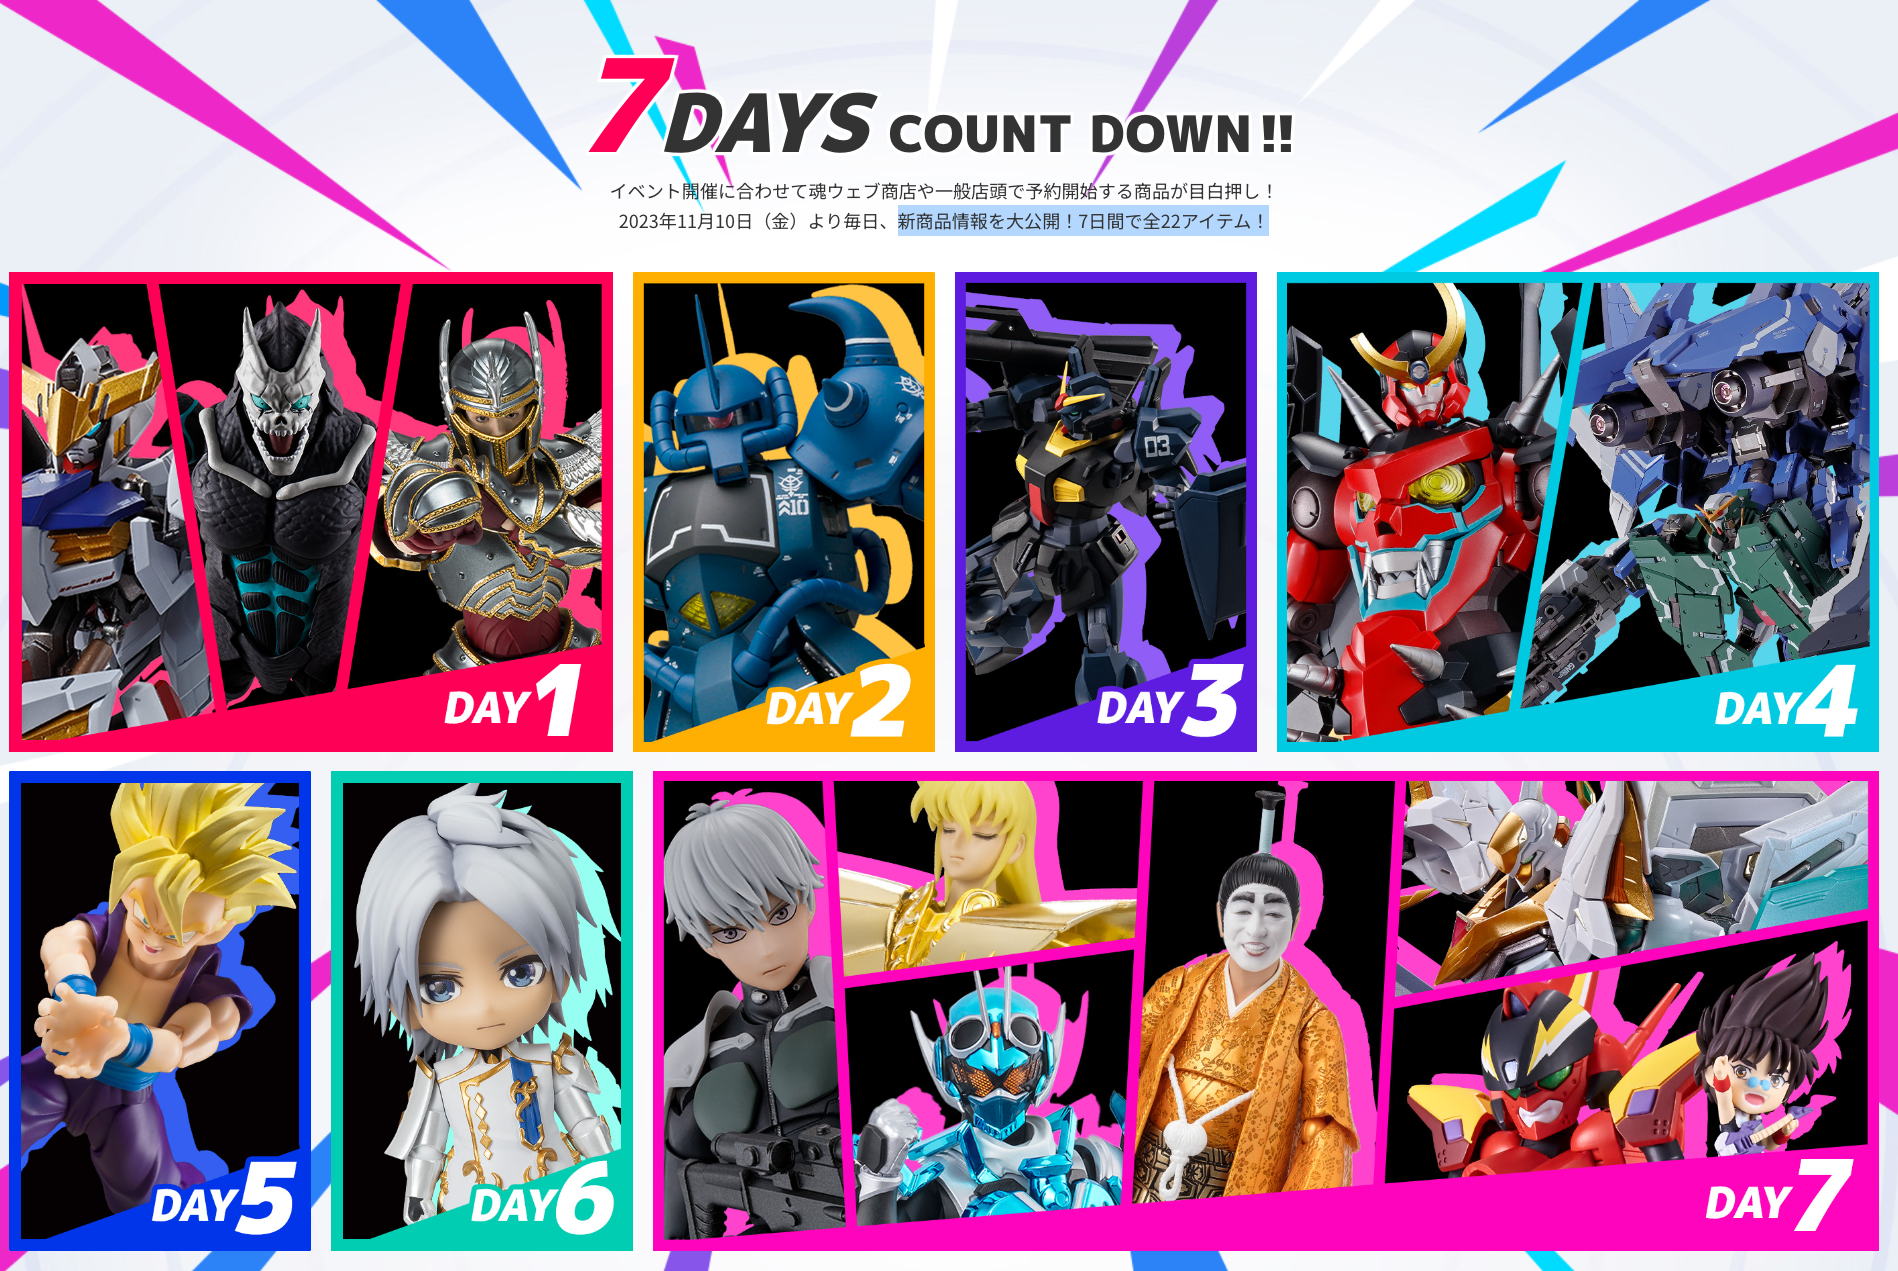 7DAYS COUNT DOWN!!
イベント開催に合わせて魂ウェブ商店や一般店頭で予約開始する商品が目白押し！
2023年11月10日（金）より毎日、新商品情報を大公開！7日間で全22アイテム！
10
03
DAY1
DAY2
DAY3
DAY4
DAY5
DAY6
DAY7